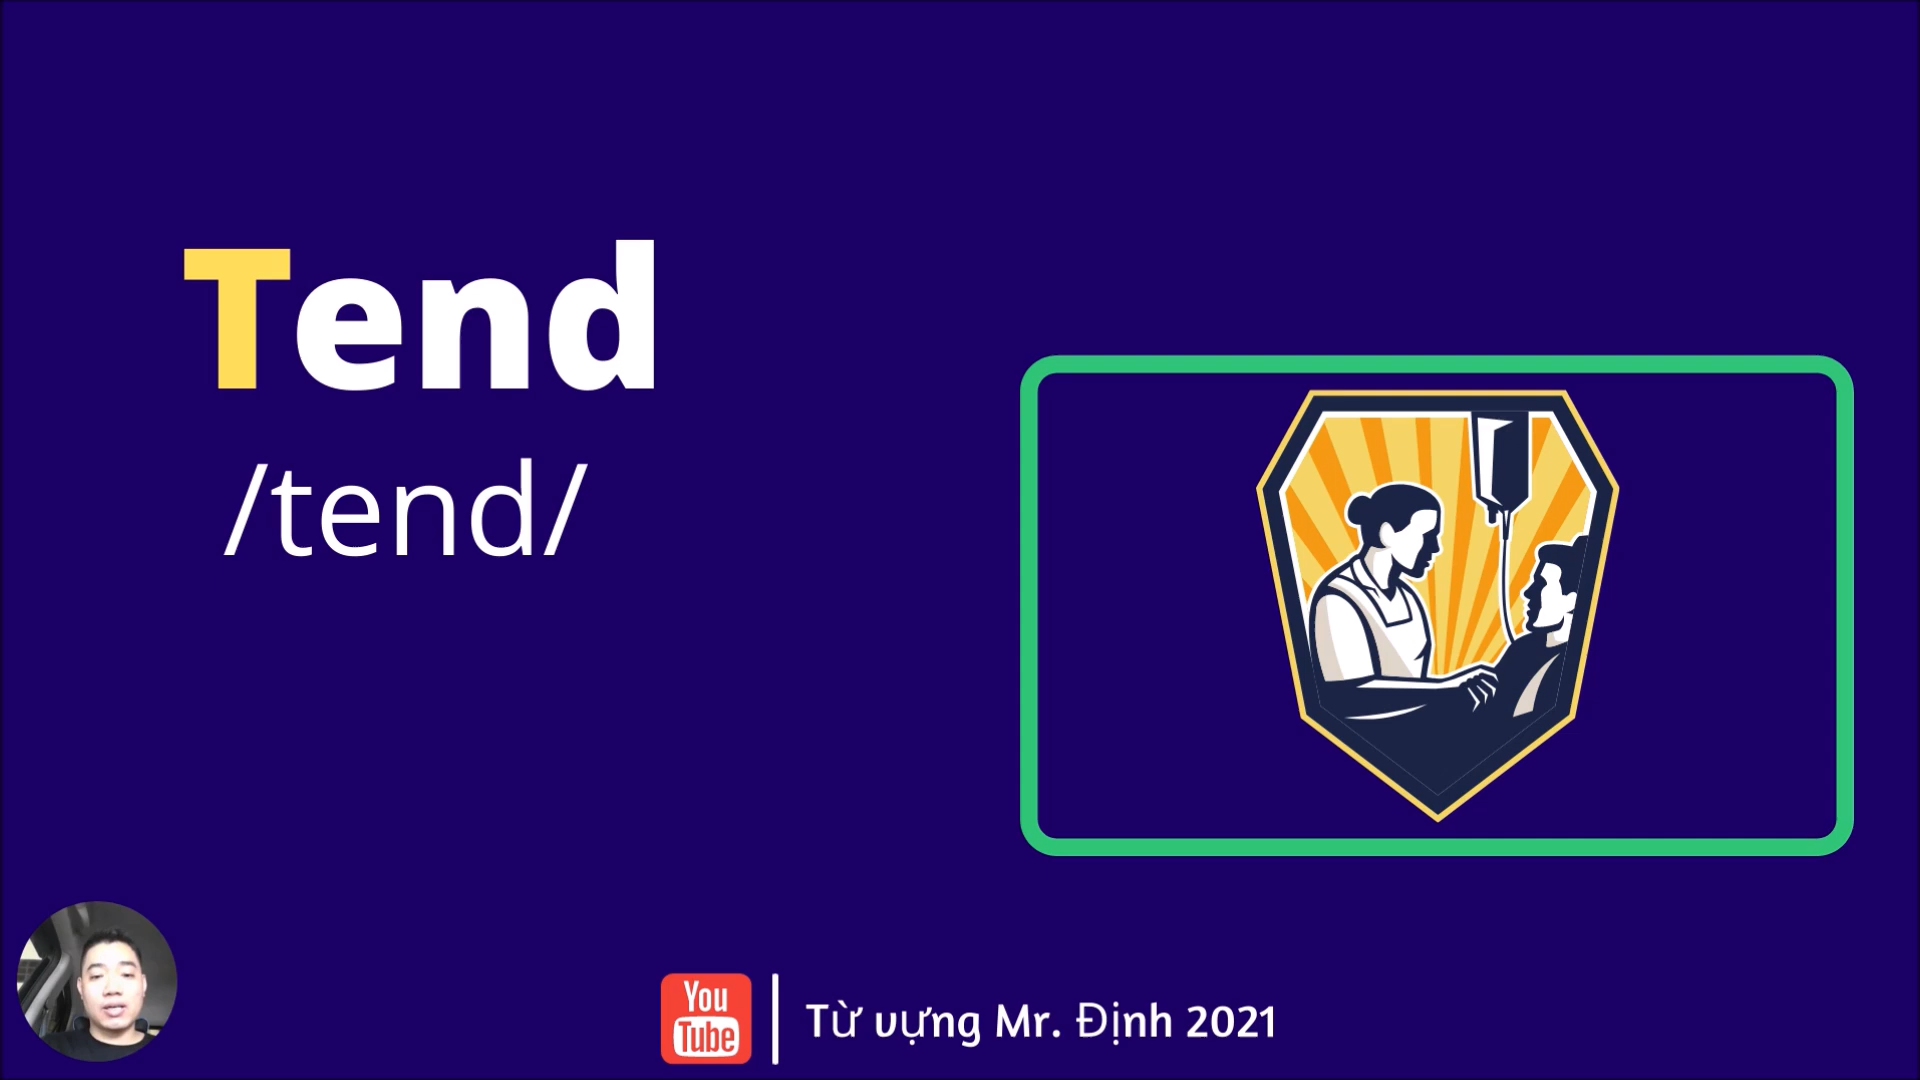 Tend
/tend/
You
Tube
Từ vựng Mr. Định 2021